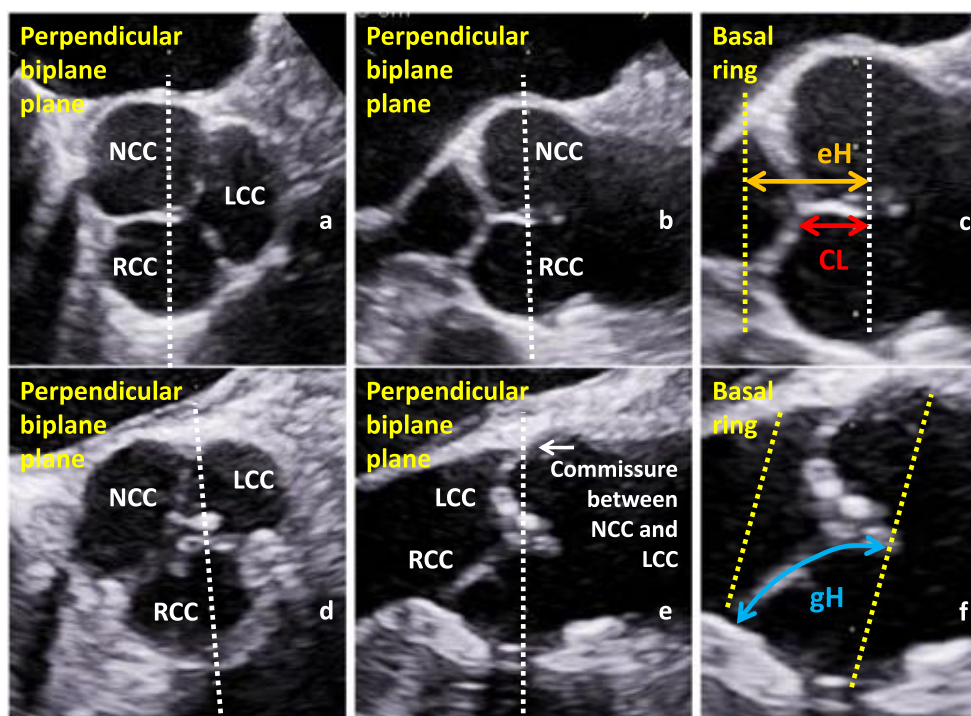 Perpendicular
biplane
plane
NCC
LCC
RCC
a
Perpendicular
biplane
plane
NCC
RCC
b
Basal
ring
eH
CL
c
Perpendicular
biplane
plane
NCC
LCC
RCC
d
Perpendicular
biplane
plane
LCC
RCC
Commissure
between
NCC and
LCC
e
Basal
ring
gH
f